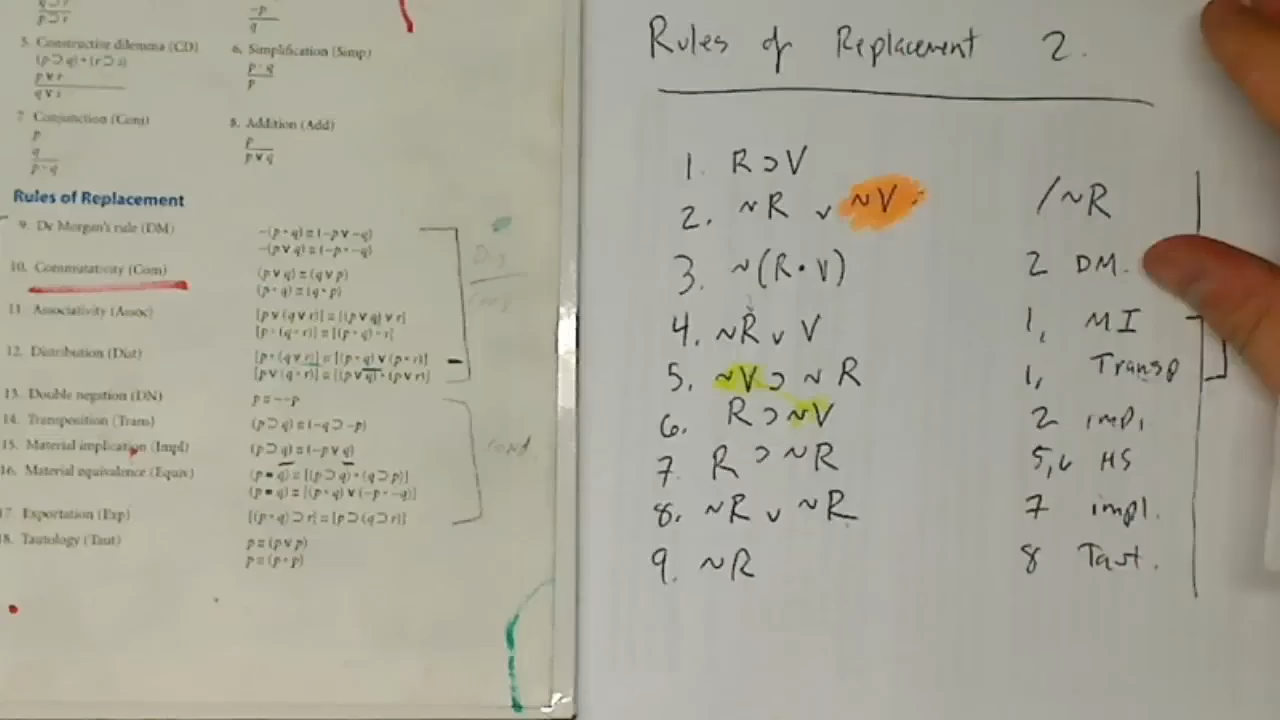 q ⊃ r
p ⊃ r
~p
q
5. Constructive dilemma (CD)
(p ⊃ q) • (r ⊃ s)
p v r
q v s
6. Simplification (Simp)
p • q
p
7. Conjunction (Conj)
p
q
p • q
8. Addition (Add)
p
p v q
Rules of Replacement
9. De Morgan's rule (DM)
~(p • q) ≡ (~p v ~q)
~(p v q) ≡ (~p • ~q)
10. Commutativity (Com)
(p v q) ≡ (q v p)
(p • q) ≡ (q • p)
11. Associativity (Assoc)
[p v (q v r)] ≡ [(p v q) v r]
[p • (q • r)] ≡ [(p • q) • r]
12. Distribution (Dist)
[p • (q v r)] ≡ [(p • q) v (p • r)]
[p v (q • r)] ≡ [(p v q) • (p v r)]
13. Double negation (DN)
p ≡ ~~p
14. Transposition (Trans)
(p ⊃ q) ≡ (~q ⊃ ~p)
15. Material implication (Impl)
(p ⊃ q) ≡ (~p v q)
16. Material equivalence (Equiv)
(p ≡ q) ≡ [(p ⊃ q) • (q ⊃ p)]
(p ≡ q) ≡ [(p • q) v (~p • ~q)]
17. Exportation (Exp)
[(p • q) ⊃ r] ≡ [p ⊃ (q ⊃ r)]
18. Tautology (Taut)
p ≡ (p v p)
p ≡ (p • p)
cond.
Rules of Replacement 2.
1. R ⊃ V
2. ~R v ~V /~R
3. ~(R • V) 2 DM.
4. ~R v V 1, MI
5. ~V ⊃ ~R 1, Transp
6. R ⊃ ~V 2 impl
7. R ⊃ ~R 5,6 HS
8. ~R v ~R 7 impl.
9. ~R 8 Taut.